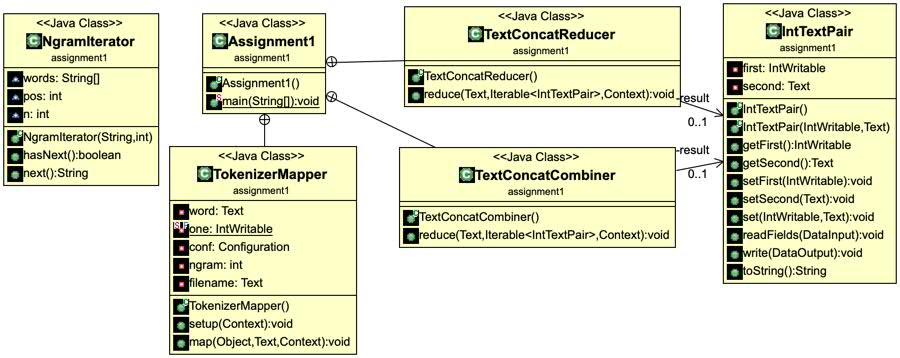 <<Java Class>>
NgramIterator
assignment1
words: String[]
pos: int
n: int
NgramIterator(String,int)
hasNext():boolean
next():String
<<Java Class>>
Assignment1
assignment1
Assignment1()
main(String[]):void
<<Java Class>>
TokenizerMapper
assignment1
word: Text
one: IntWritable
conf: Configuration
ngram: int
filename: Text
TokenizerMapper()
setup(Context):void
map(Object,Text,Context):void
<<Java Class>>
TextConcatReducer
assignment1
TextConcatReducer()
reduce(Text,Iterable<IntTextPair>,Context):void
-result
0..1
<<Java Class>>
TextConcatCombiner
assignment1
TextConcatCombiner()
reduce(Text,Iterable<IntTextPair>,Context):void
-result
0..1
<<Java Class>>
IntTextPair
assignment1
first: IntWritable
second: Text
IntTextPair()
IntTextPair(IntWritable,Text)
getFirst():IntWritable
getSecond():Text
setFirst(IntWritable):void
setSecond(Text):void
set(IntWritable,Text):void
readFields(DataInput):void
write(DataOutput):void
toString():String